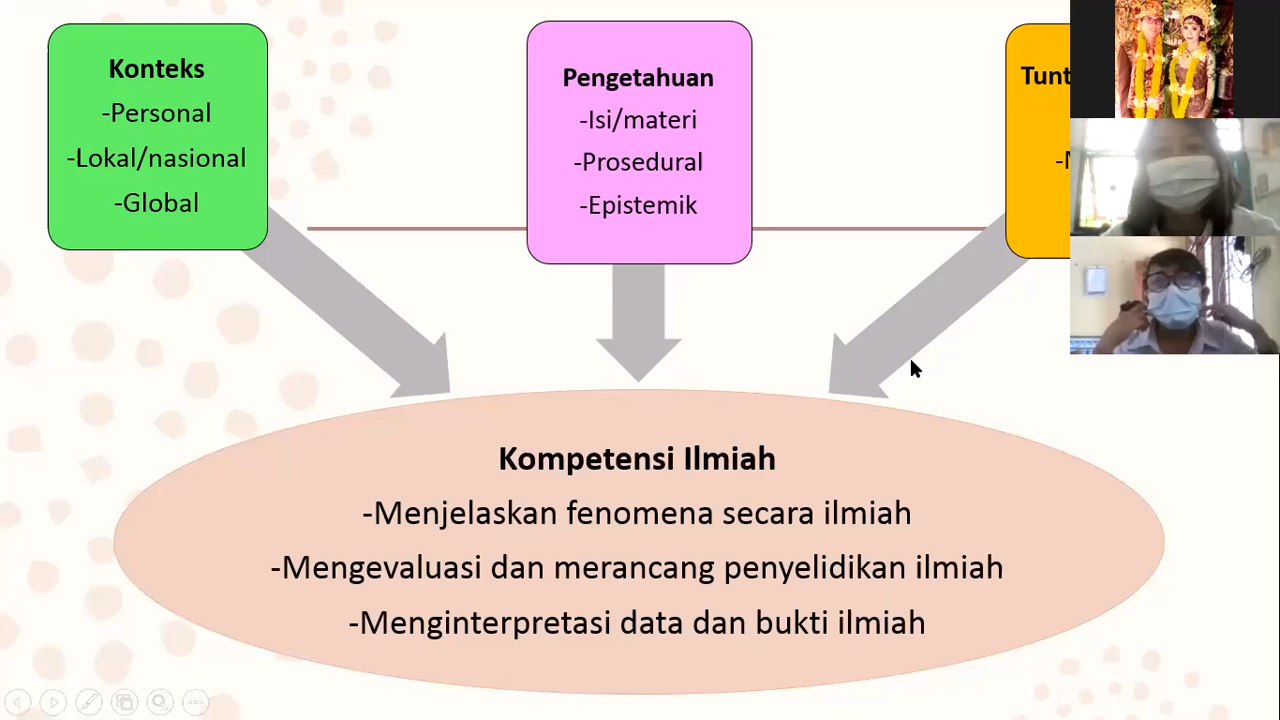 Konteks
-Personal
-Lokal/nasional
-Global
Pengetahuan
-Isi/materi
-Prosedural
-Epistemik
Kompetensi Ilmiah
-Menjelaskan fenomena secara ilmiah
-Mengevaluasi dan merancang penyelidikan ilmiah
-Menginterpretasi data dan bukti ilmiah